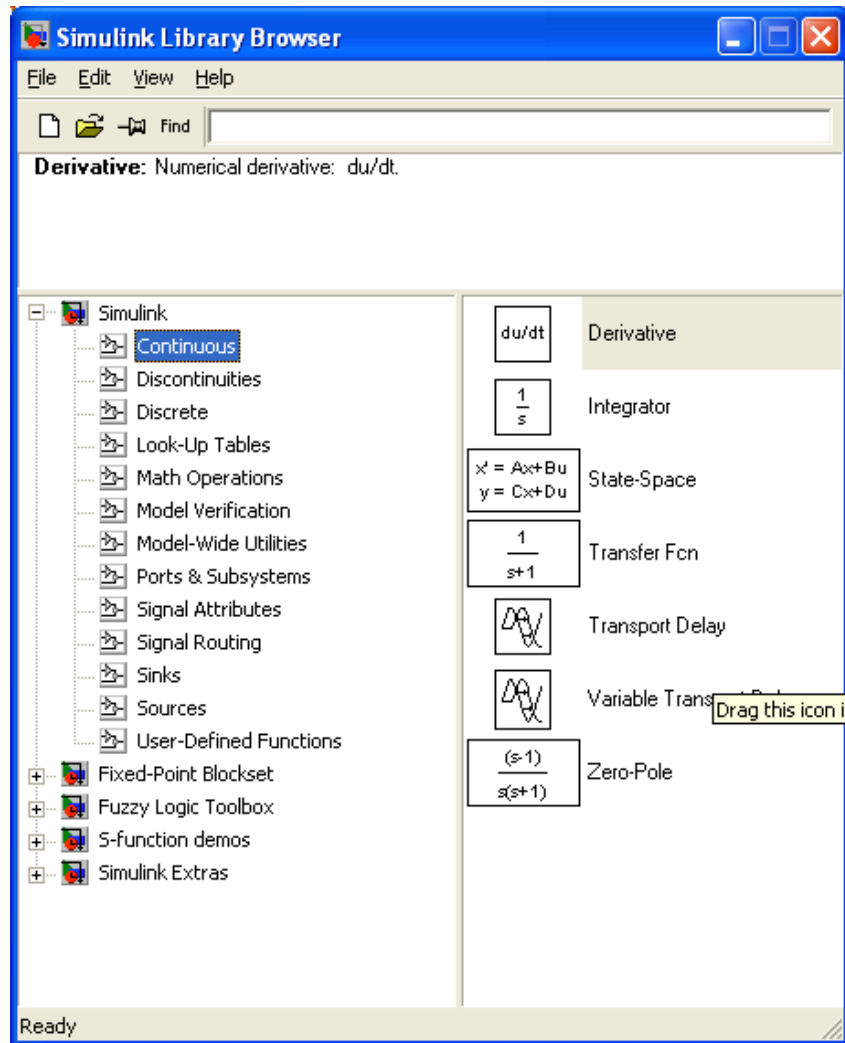 Simulink Library Browser
File Edit View Help
Find
Derivative: Numerical derivative: du/dt.
Simulink
Continuous
Discontinuities
Discrete
Look-Up Tables
Math Operations
Model Verification
Model-Wide Utilities
Ports & Subsystems
Signal Attributes
Signal Routing
Sinks
Sources
User-Defined Functions
Fixed-Point Blockset
Fuzzy Logic Toolbox
S-function demos
Simulink Extras
du/dt Derivative
1
s
Integrator
x' = Ax+Bu
y = Cx+Du
State-Space
1
s+1
Transfer Fcn
Transport Delay
Variable Trans
Drag this icon i
(s-1)
s(s+1)
Zero-Pole
Ready